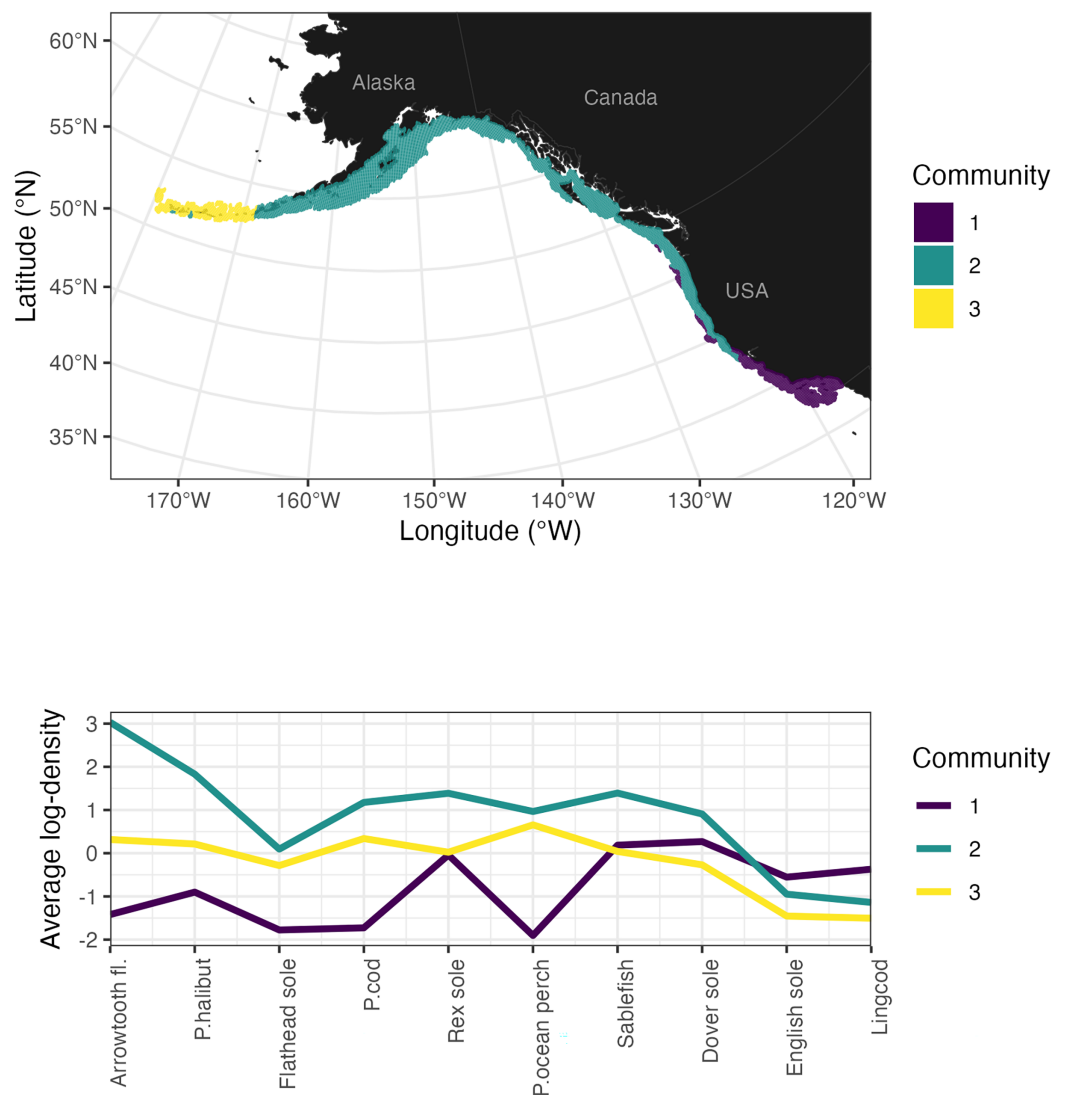 60°N
55°N
50°N
45°N
40°N
35°N
Latitude (°N)
Alaska
Canada
USA
170°W 160°W 150°W 140°W 130°W 120°W
Longitude (°W)
Community
1
2
3
Average log-density
3
2
1
0
-1
-2
Arrowtooth fl.
P.halibut
Flathead sole
P.cod
Rex sole
P.ocean perch
Sablefish
Dover sole
English sole
Lingcod
Community
1
2
3